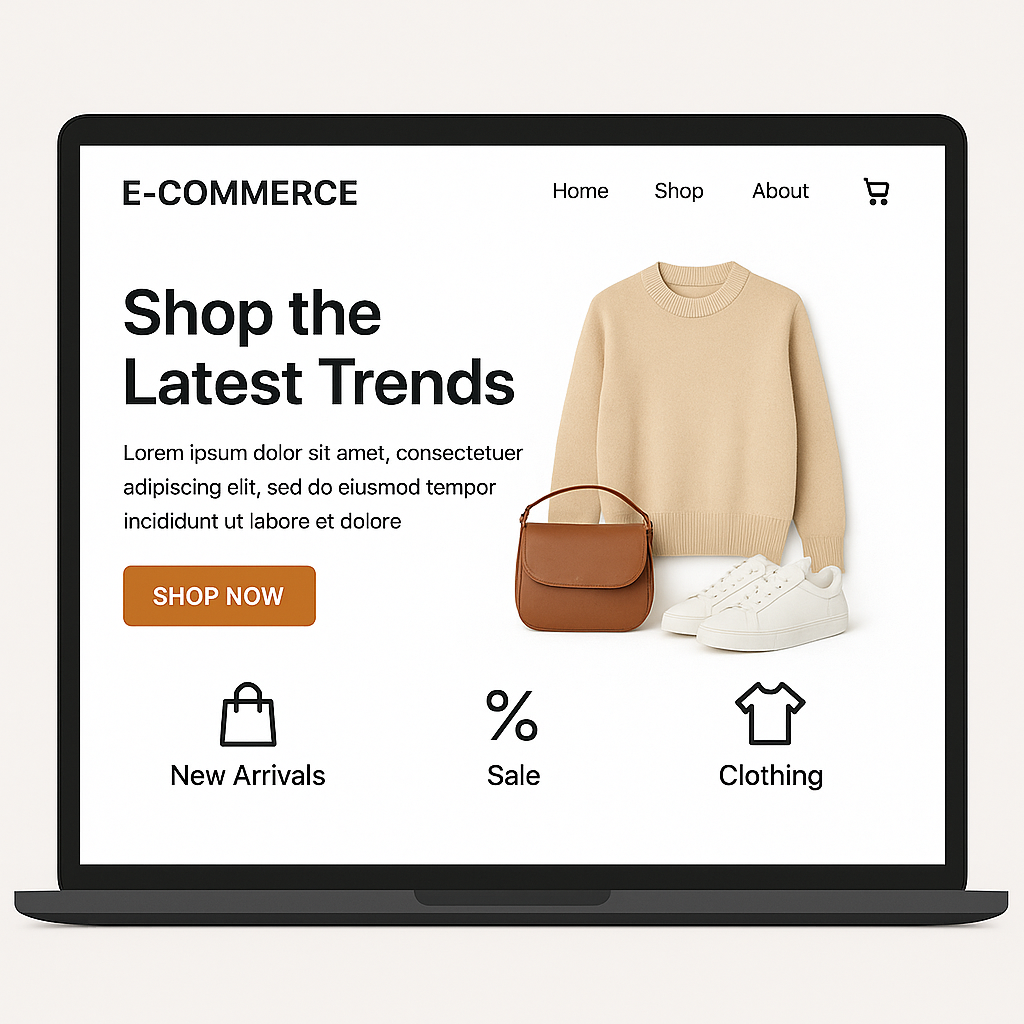 E-COMMERCE
Home
Shop
About
Shop the
Latest Trends
Lorem ipsum dolor sit amet, consectetuer
adipiscing elit, sed do eiusmod tempor
incididunt ut labore et dolore
SHOP NOW
%
New Arrivals
Sale
Clothing